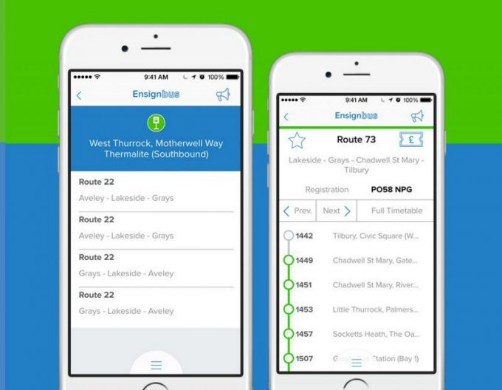 9:41 AM
100%
Ensignbus
West Thurrock, Motherwell Way
Thermalite (Southbound)
Route 22
Aveley - Lakeside - Grays
Route 22
Aveley - Lakeside - Grays
Route 22
Grays - Lakeside - Aveley
Route 22
Grays - Lakeside - Aveley
9:41 AM
100%
Ensignbus
Route 73
£
Lakeside - Grays - Chadwell St Mary -
Tilbury
Registration PO58 NPG
Prev. Next Full Timetable
1442 Tilbury, Civic Square (W...
1449 Chadwell St Mary, Gate...
1451 Chadwell St Mary, River...
1453 Little Thurrock, Palmers...
1457 Socketts Heath, The Oa...
1507 Station (Bay 1)